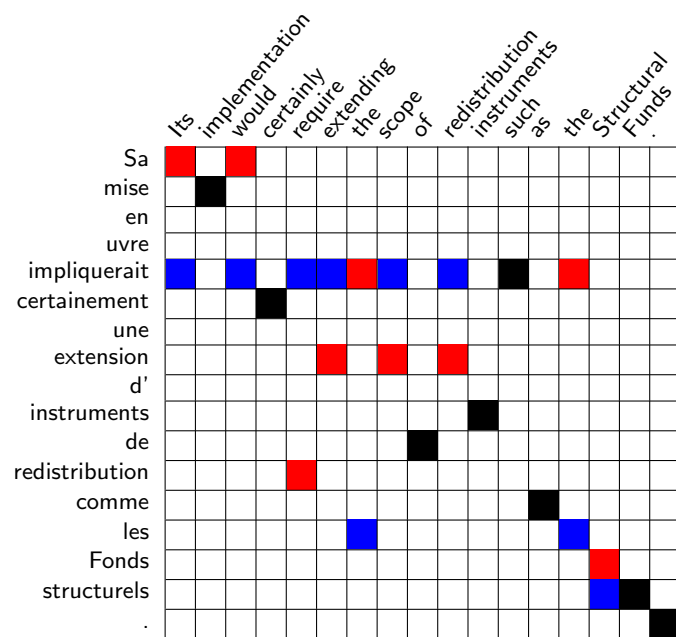 Its
implementation
would
certainly
require
extending
the
scope
of
redistribution
instruments
such
as
the
Structural
Funds
.
Sa
mise
en
uvre
impliquerait
certainement
une
extension
d'
instruments
de
redistribution
comme
les
Fonds
structurels
.